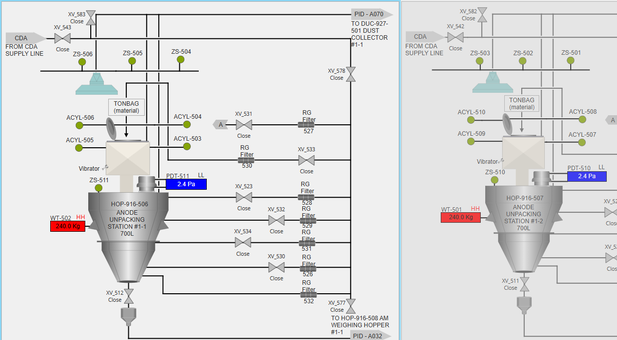 XV_583
Close
CDA
FROM CDA
SUPPLY LINE
XV_543
Close
ZS-506
ZS-505
ZS-504
PID - A070
TO DUC-927-
501 DUST
COLLECTOR
#1-1
XV_578
Close
TONBAG
(material)
ACYL-506
ACYL-504
ACYL-505
ACYL-503
A
XV_531
Close
RG
Filter
527
RG
Filter
530
XV_533
Close
Vibrator
ZS-511
PDT-511
LL
2.4 Pa
XV_523
Close
RG
Filter
528
HOP-916-506
ANODE
UNPACKING
STATION #1-1
700L
WT-502
HH
240.0 Kg
XV_532
Close
RG
Filter
529
XV_534
Close
RG
Filter
531
XV_530
Close
RG
Filter
526
RG
Filter
532
XV_512
Close
XV_577
Close
TO HOP-916-508 AM
WEIGHING HOPPER
#1-1
PID - A032
XV_582
Close
CDA
FROM CDA
SUPPLY LINE
XV_542
Close
ZS-503
ZS-502
ZS-501
TONBAG
(material)
ACYL-510
ACYL-508
ACYL-509
ACYL-507
A
Vibrator
ZS-510
PDT-510
LL
2.4 Pa
HOP-916-507
ANODE
UNPACKING
STATION #1-2
700L
WT-501
HH
240.0 Kg
XV_511
Close